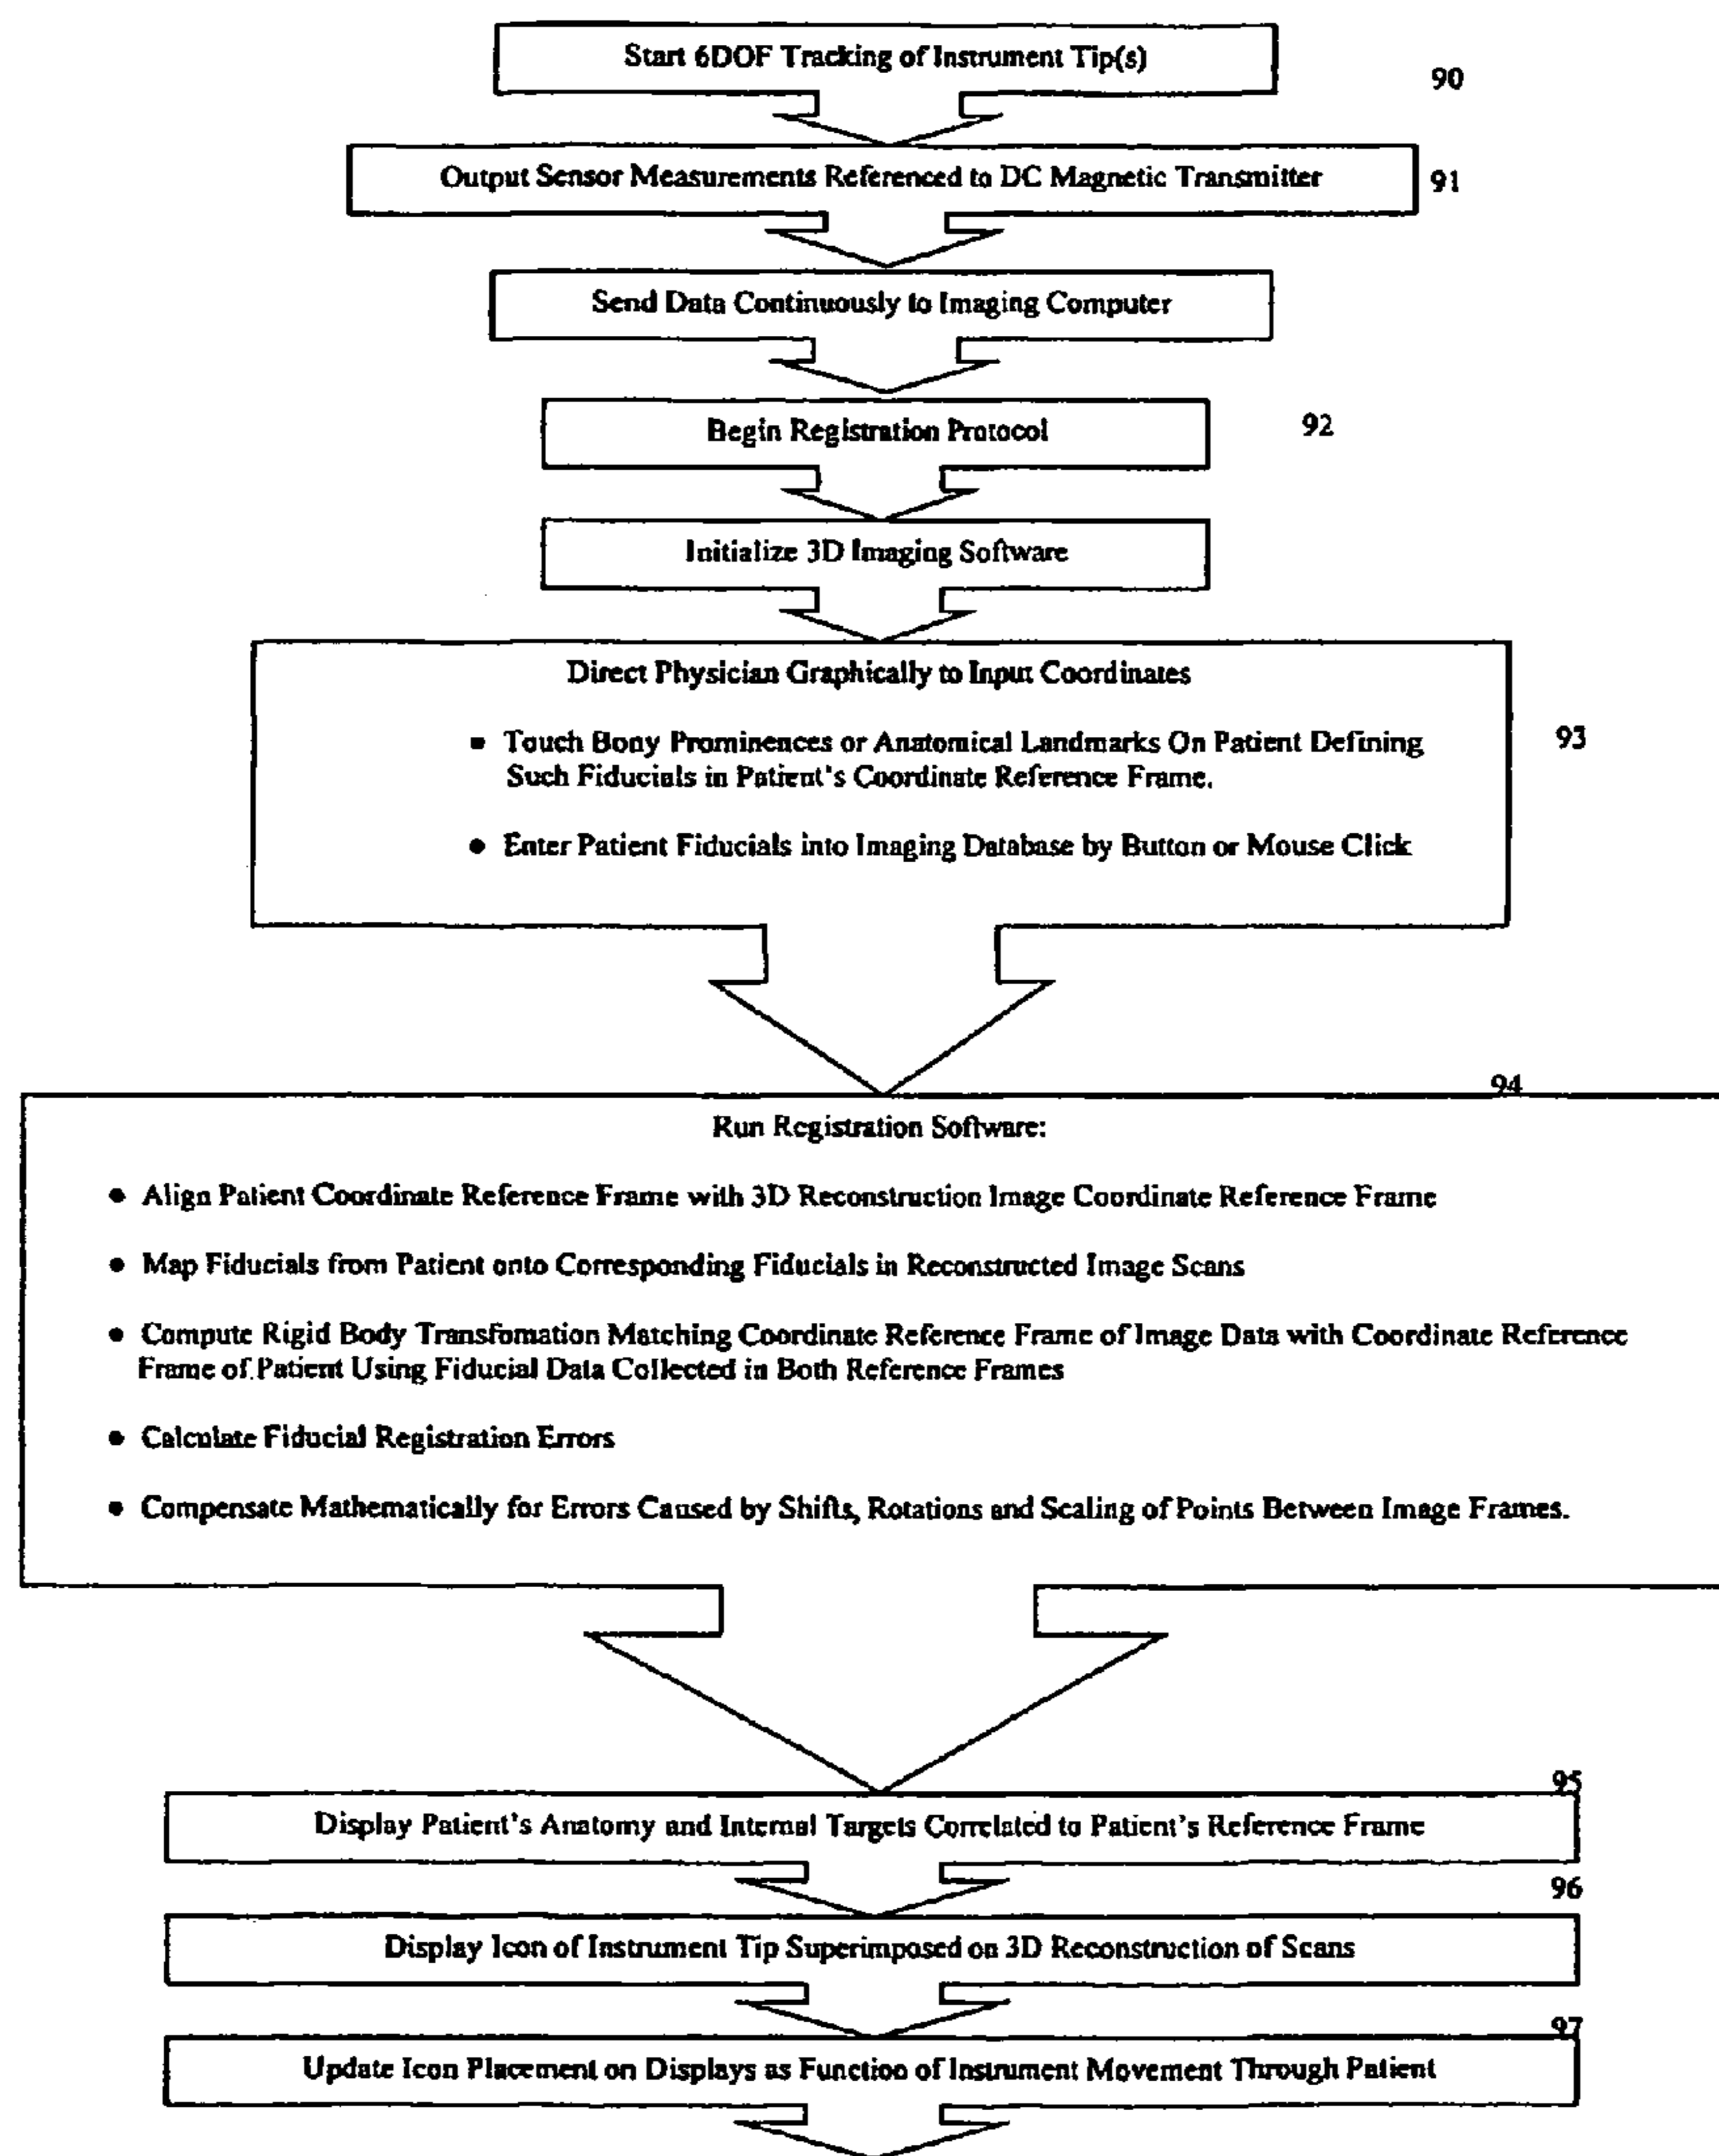 Start 6DOF Tracking of Instrument Tip(s)
90
Output Sensor Measurements Referenced to DC Magnetic Transmitter
91
Send Data Continuously to Imaging Computer
Begin Registration Protocol
92
Initialize 3D Imaging Software
Direct Physician Graphically to Input Coordinates
▪ Touch Bony Prominences or Anatomical Landmarks On Patient Defining
Such Fiducials in Patient's Coordinate Reference Frame.
93
● Enter Patient Fiducials into Imaging Database by Button or Mouse Click
94
Run Registration Software:
● Align Patient Coordinate Reference Frame with 3D Reconstruction Image Coordinate Reference Frame
● Map Fiducials from Patient onto Corresponding Fiducials in Reconstructed Image Scans
● Compute Rigid Body Transfomation Matching Coordinate Reference Frame of Image Data with Coordinate Reference
Frame of Patient Using Fiducial Data Collected in Both Reference Frames
● Calculate Fiducial Registration Errors
● Compensate Mathematically for Errors Caused by Shifts, Rotations and Scaling of Points Between Image Frames.
95
Display Patient's Anatomy and Internal Targets Correlated to Patient's Reference Frame
96
Display Icon of Instrument Tip Superimposed on 3D Reconstruction of Scans
97
Update Icon Placement on Displays as Function of Instrument Movement Through Patient